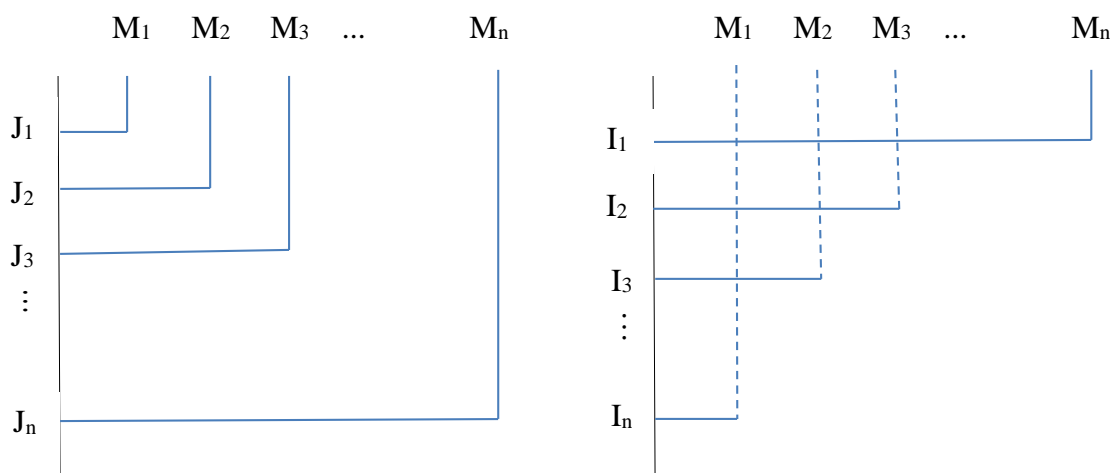 M1 M2 M3 ... Mn
J1
J2
J3
⋮
Jn
M1 M2 M3 ... Mn
I1
I2
I3
⋮
In